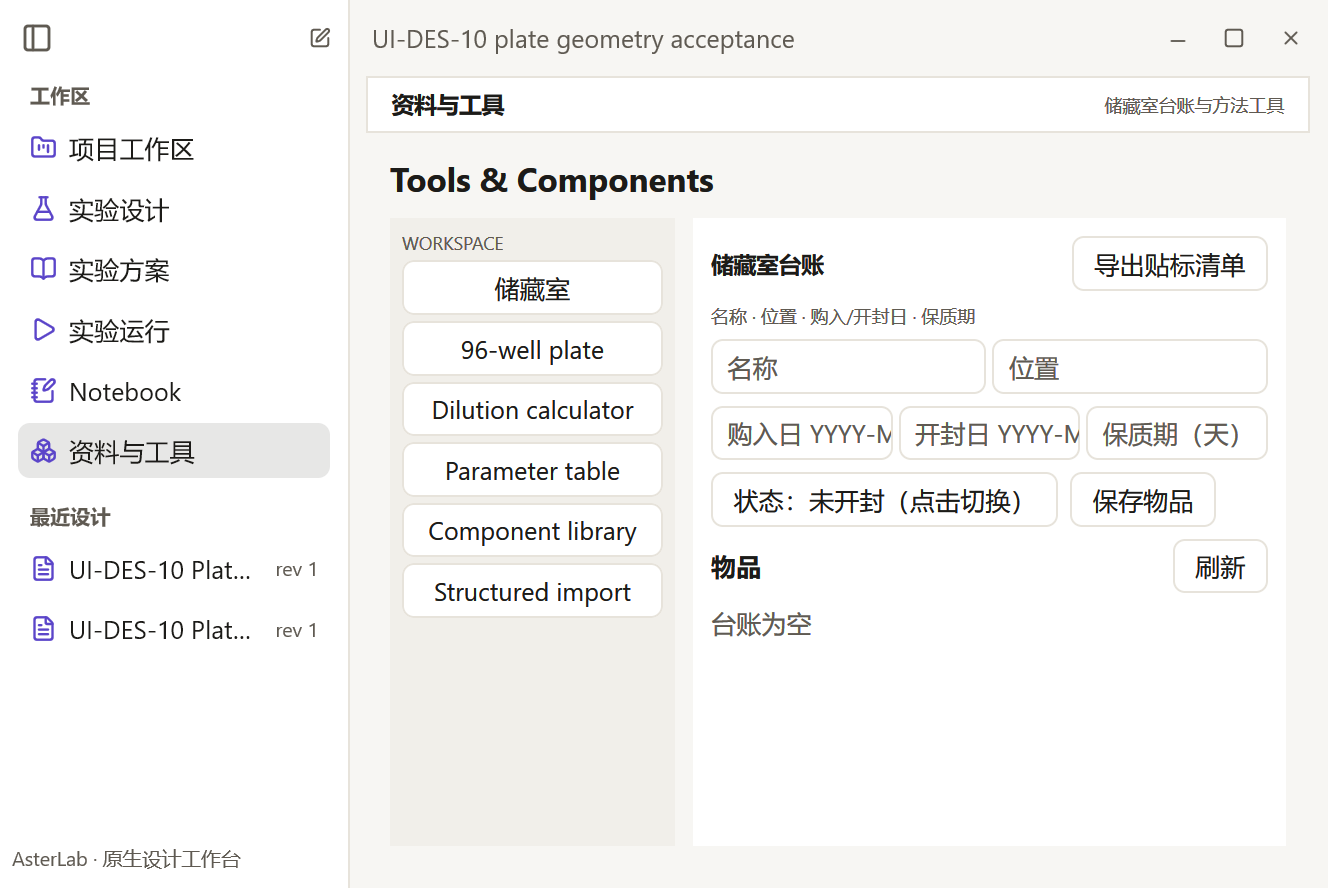 工作区
项目工作区
实验设计
实验方案
实验运行
Notebook
资料与工具
最近设计
UI-DES-10 Plat... rev 1
UI-DES-10 Plat... rev 1
AsterLab · 原生设计工作台
UI-DES-10 plate geometry acceptance
资料与工具 储藏室台账与方法工具
Tools & Components
WORKSPACE
储藏室
96-well plate
Dilution calculator
Parameter table
Component library
Structured import
储藏室台账 导出贴标清单
名称 · 位置 · 购入/开封日 · 保质期
名称 位置
购入日 YYYY-M 开封日 YYYY-M 保质期（天）
状态：未开封（点击切换） 保存物品
物品 刷新
台账为空